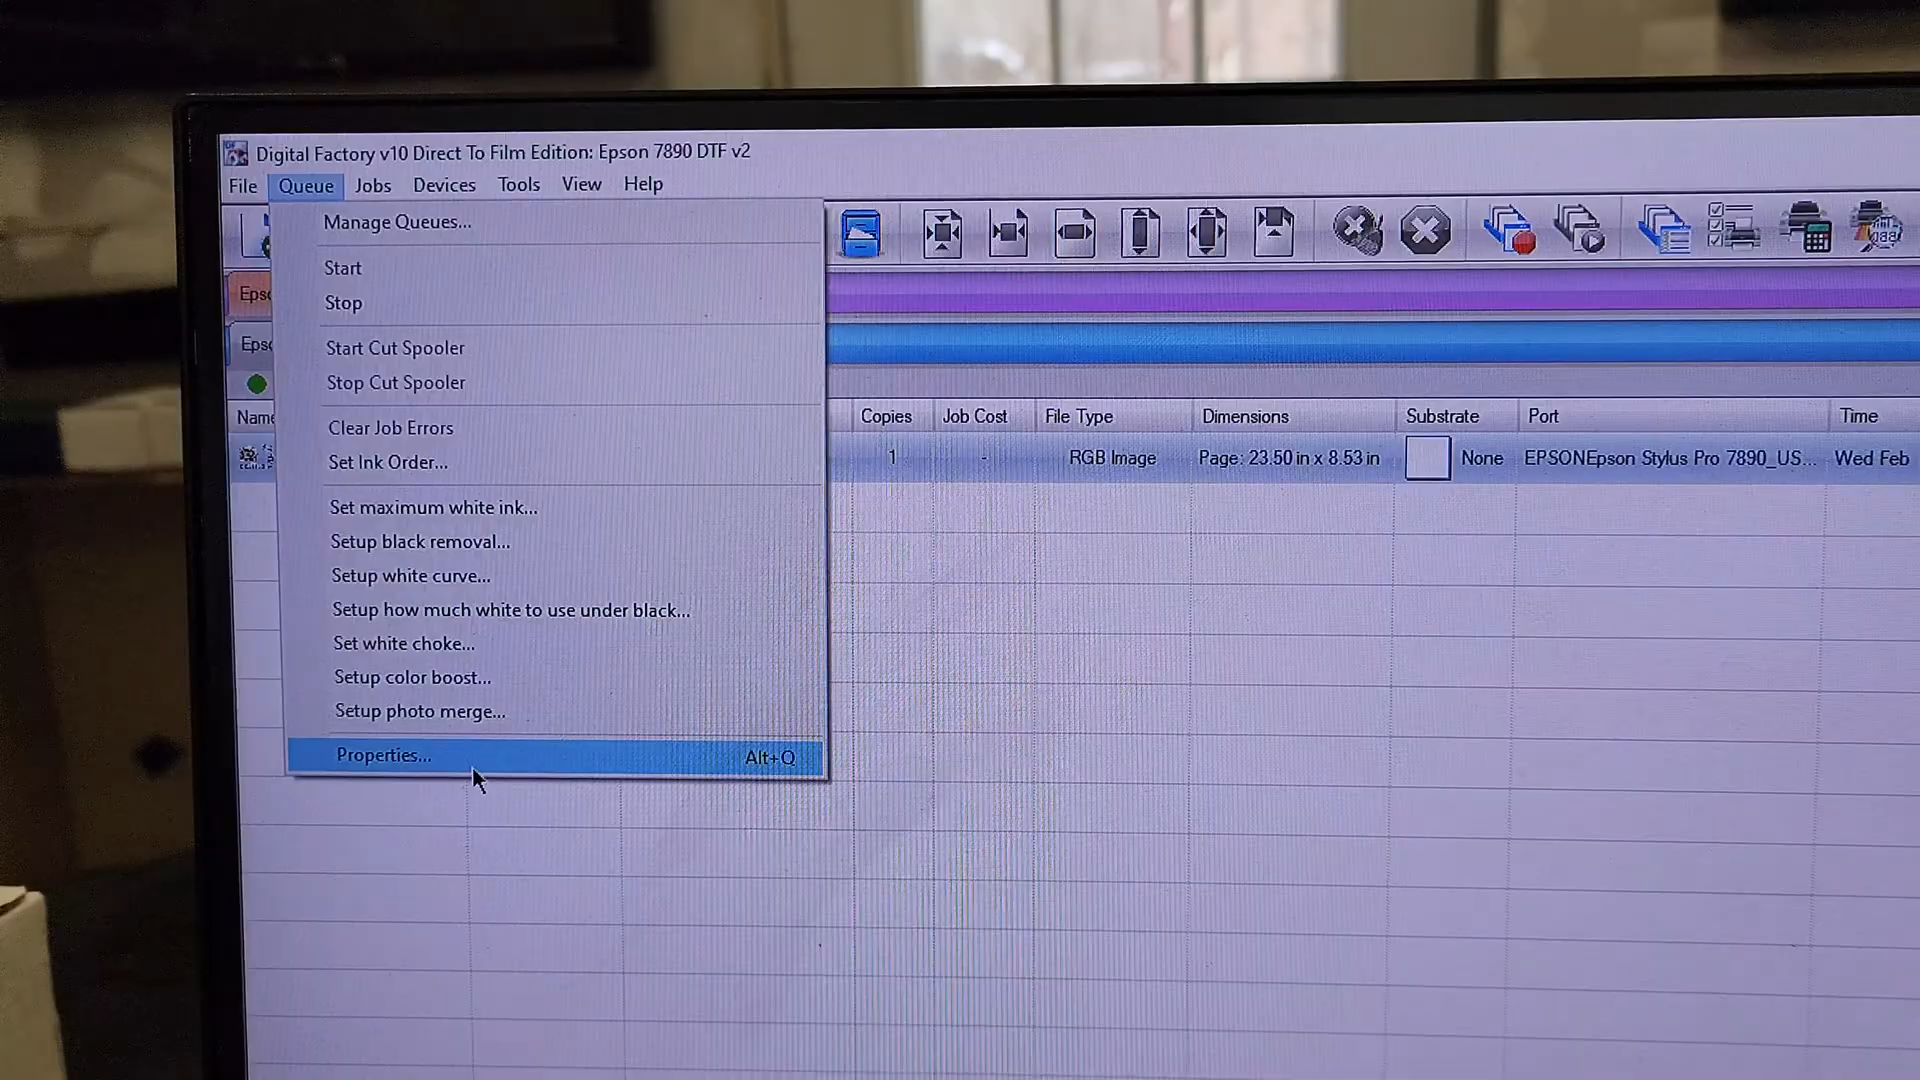 Digital Factory v10 Direct To Film Edition: Epson 7890 DTF v2
File Queue Jobs Devices Tools View Help
Manage Queues...
Start
Stop
Start Cut Spooler
Stop Cut Spooler
Clear Job Errors
Set Ink Order...
Set maximum white ink...
Setup black removal...
Setup white curve...
Setup how much white to use under black...
Set white choke...
Setup color boost...
Setup photo merge...
Properties... Alt+Q
Copies Job Cost File Type Dimensions Substrate Port Time
1 - RGB Image Page: 23.50 in x 8.53 in None EPSONEpson Stylus Pro 7890_US... Wed Feb